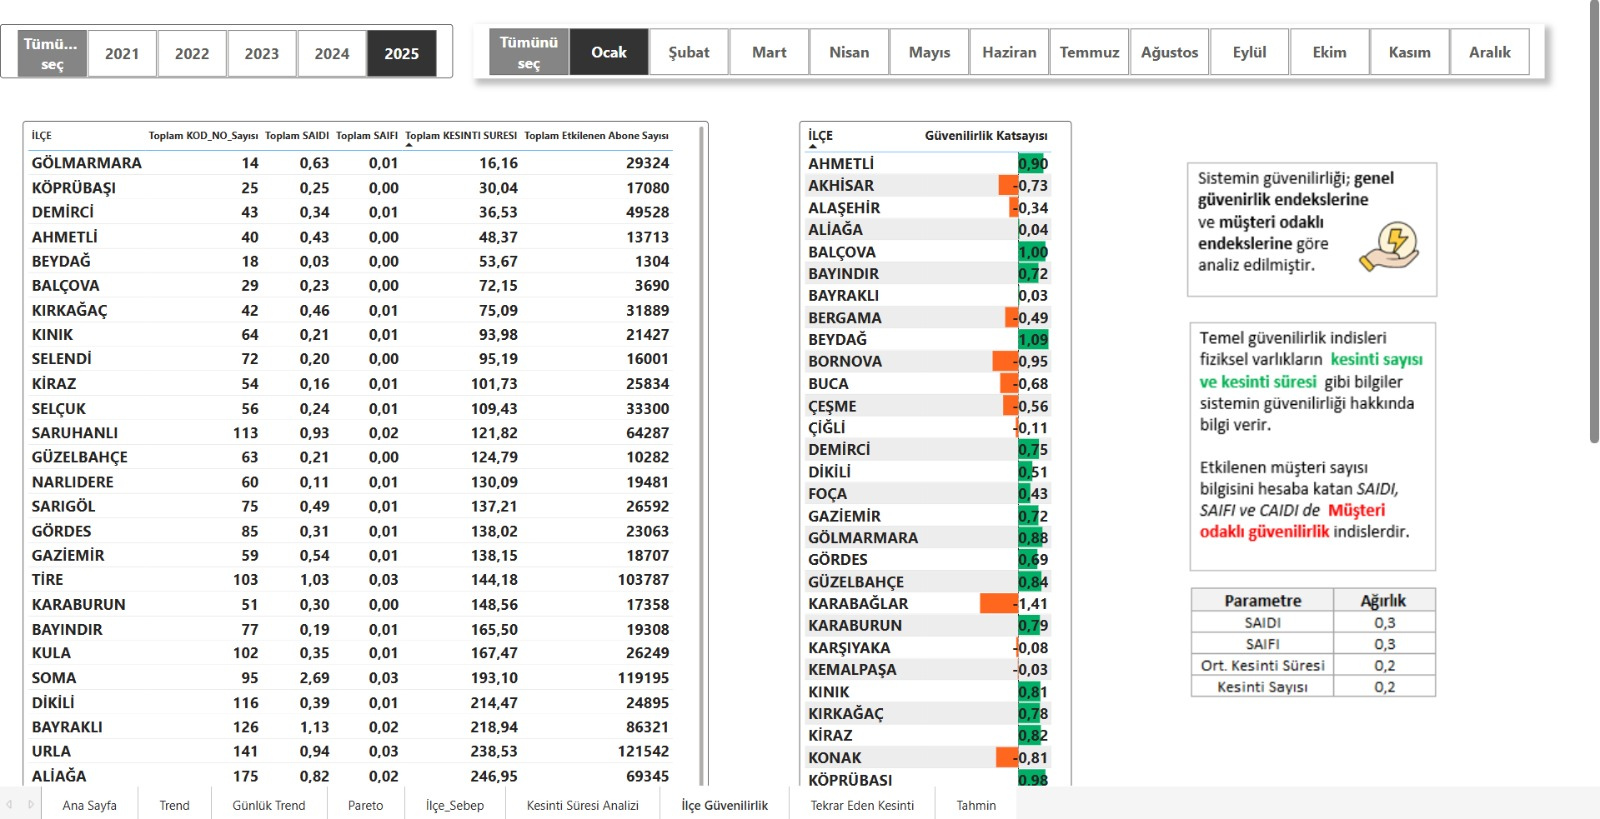 Tümü... seç 2021 2022 2023 2024 2025
Tümünü seç Ocak Şubat Mart Nisan Mayıs Haziran Temmuz Ağustos Eylül Ekim Kasım Aralık
İLÇE Toplam KOD_NO_Sayısı Toplam SAIDI Toplam SAIFI Toplam KESINTI SURESI Toplam Etkilenen Abone Sayısı
GÖLMARMARA 14 0,63 0,01 16,16 29324
KÖPRÜBAŞI 25 0,25 0,00 30,04 17080
DEMİRCİ 43 0,34 0,01 36,53 49528
AHMETLİ 40 0,43 0,00 48,37 13713
BEYDAĞ 18 0,03 0,00 53,67 1304
BALÇOVA 29 0,23 0,00 72,15 3690
KIRKAĞAÇ 42 0,46 0,01 75,09 31889
KINIK 64 0,21 0,01 93,98 21427
SELENDİ 72 0,20 0,00 95,19 16001
KİRAZ 54 0,16 0,01 101,73 25834
SELÇUK 56 0,24 0,01 109,43 33300
SARUHANLI 113 0,93 0,02 121,82 64287
GÜZELBAHÇE 63 0,21 0,00 124,79 10282
NARLIDERE 60 0,11 0,01 130,09 19481
SARIGÖL 75 0,49 0,01 137,21 26592
GÖRDES 85 0,31 0,01 138,02 23063
GAZİEMİR 59 0,54 0,01 138,15 18707
TİRE 103 1,03 0,03 144,18 103787
KARABURUN 51 0,30 0,00 148,56 17358
BAYINDIR 77 0,19 0,01 165,50 19308
KULA 102 0,35 0,01 167,47 26249
SOMA 95 2,69 0,03 193,10 119195
DİKİLİ 116 0,39 0,01 214,47 24895
BAYRAKLI 126 1,13 0,02 218,94 86321
URLA 141 0,94 0,03 238,53 121542
ALİAĞA 175 0,82 0,02 246,95 69345
İLÇE Güvenilirlik Katsayısı
AHMETLİ 0,90
AKHİSAR -0,73
ALAŞEHİR -0,34
ALİAĞA 0,04
BALÇOVA 1,00
BAYINDIR 0,72
BAYRAKLI 0,03
BERGAMA -0,49
BEYDAĞ 1,09
BORNOVA -0,95
BUCA -0,68
ÇEŞME -0,56
ÇİĞLİ -0,11
DEMİRCİ 0,75
DİKİLİ 0,51
FOÇA 0,43
GAZİEMİR 0,72
GÖLMARMARA 0,88
GÖRDES 0,69
GÜZELBAHÇE 0,84
KARABAĞLAR -1,41
KARABURUN 0,79
KARŞIYAKA -0,08
KEMALPAŞA -0,03
KINIK 0,81
KIRKAĞAÇ 0,78
KİRAZ 0,82
KONAK -0,81
KÖPRÜBAŞI 0,98
Sistemin güvenilirliği; genel
güvenirlik endekslerine
ve müşteri odaklı
endekslerine göre
analiz edilmiştir.
Temel güvenilirlik indisleri
fiziksel varlıkların kesinti sayısı
ve kesinti süresi gibi bilgiler
sistemin güvenilirliği hakkında
bilgi verir.
Etkilenen müşteri sayısı
bilgisini hesaba katan SAIDI,
SAIFI ve CAIDI de Müşteri
odaklı güvenilirlik indislerdir.
Parametre Ağırlık
SAIDI 0,3
SAIFI 0,3
Ort. Kesinti Süresi 0,2
Kesinti Sayısı 0,2
Ana Sayfa Trend Günlük Trend Pareto İlçe_Sebep Kesinti Süresi Analizi İlçe Güvenilirlik Tekrar Eden Kesinti Tahmin